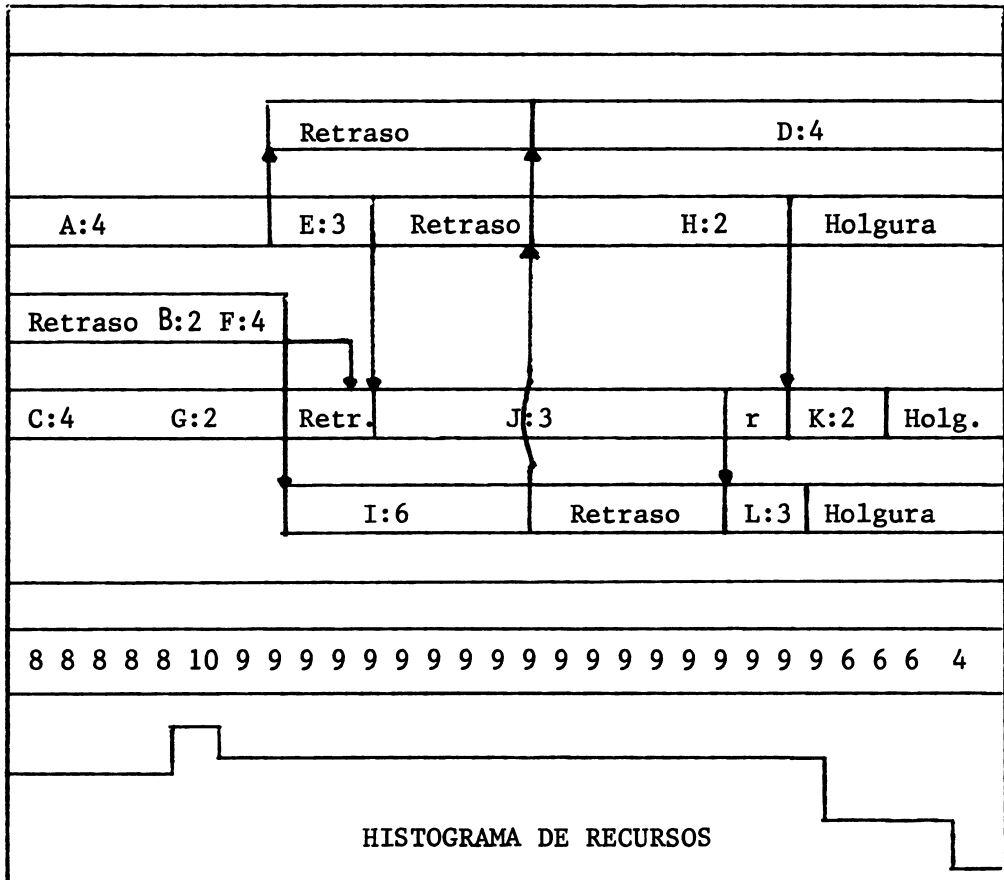 Retraso D:4
A:4 E:3 Retraso H:2 Holgura
Retraso B:2 F:4
C:4 G:2 Retr. J:3 r K:2 Holg.
I:6 Retraso L:3 Holgura
8 8 8 8 8 10 9 9 9 9 9 9 9 9 9 9 9 9 9 9 9 9 9 9 9 6 6 6 4
HISTOGRAMA DE RECURSOS